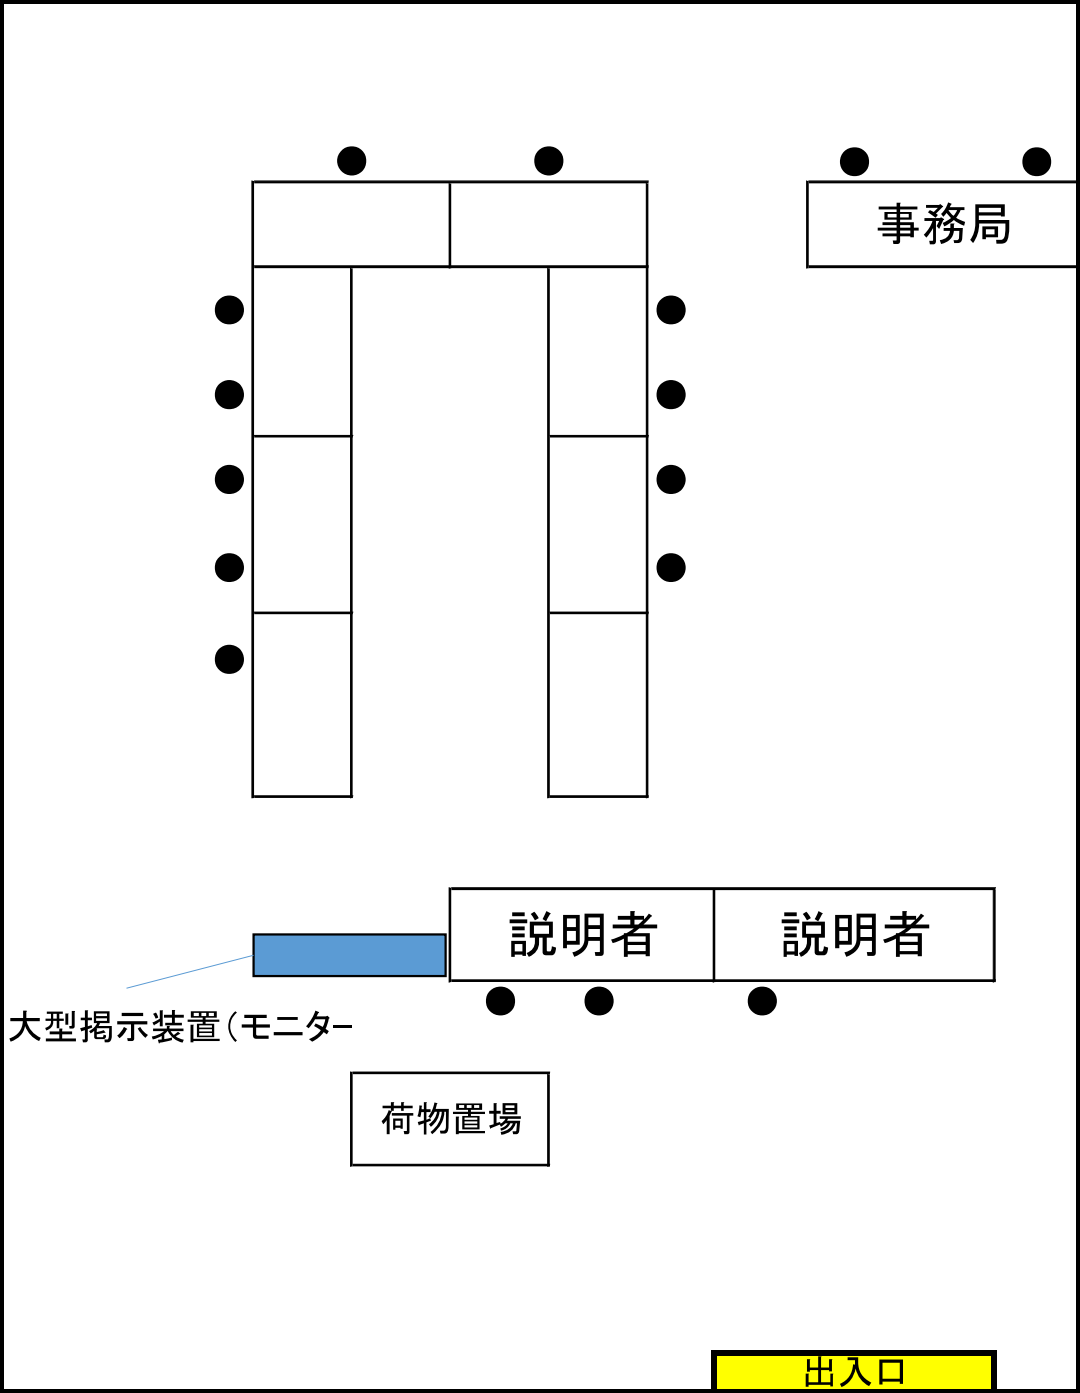 事務局
説明者
説明者
大型掲示装置（モニター
荷物置場
出入口